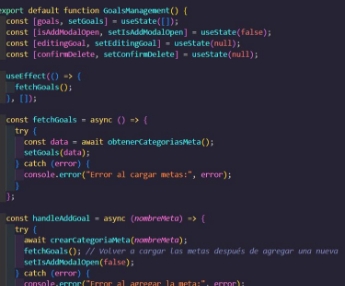 export default function GoalsManagement() {
const [goals, setGoals] = useState([]);
const [isAddModalOpen, setIsAddModalOpen] = useState(false);
const [editingGoal, setEditingGoal] = useState(null);
const [confirmDelete, setConfirmDelete] = useState(null);
useEffect(() => {
fetchGoals();
}, []);
const fetchGoals = async () => {
try {
const data = await obtenerCategoriasMeta();
setGoals(data);
} catch (error) {
console.error("Error al cargar metas:", error);
}
};
const handleAddGoal = async (nombreMeta) => {
try {
await crearCategoriaMeta(nombreMeta);
fetchGoals(); // Volver a cargar las metas después de agregar una nueva
setIsAddModalOpen(false);
} catch (error) {
console.error("Error al agregar la meta:", error);